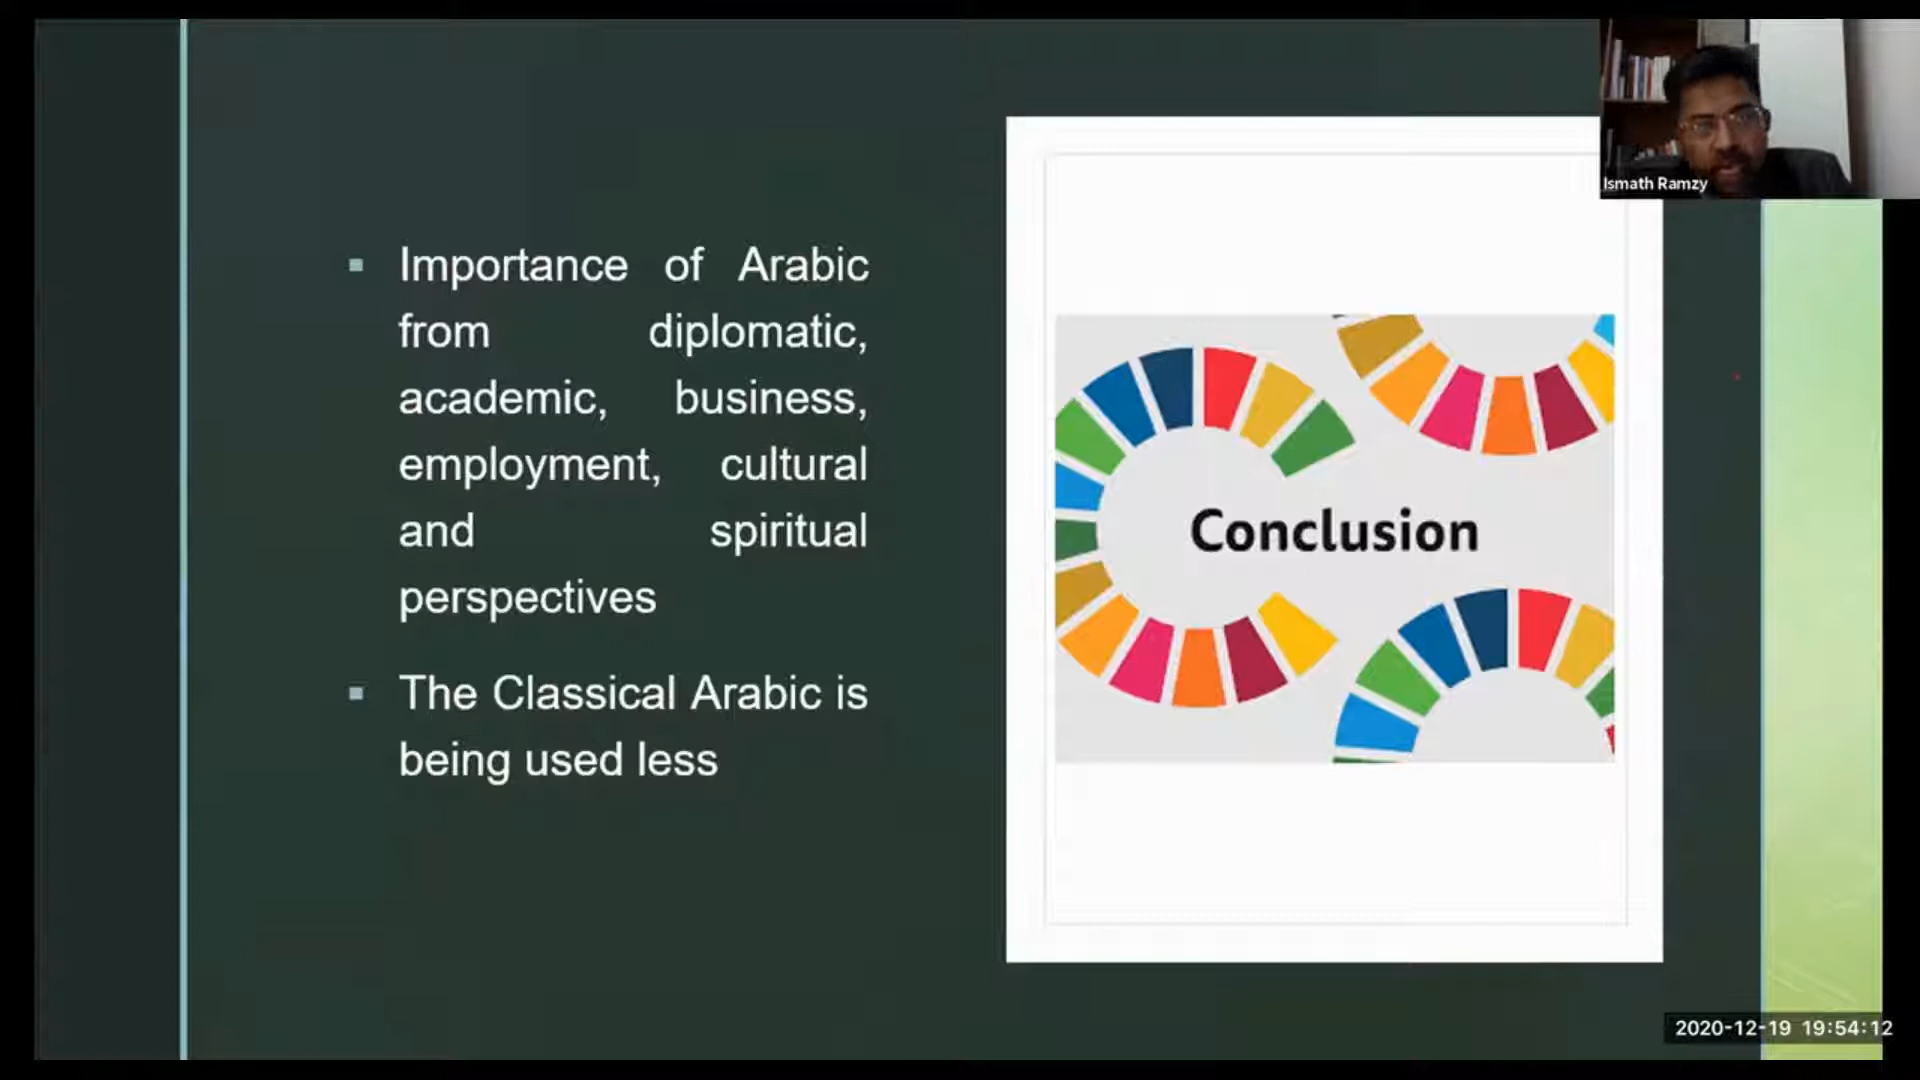 Importance of Arabic
from diplomatic,
academic, business,
employment, cultural
and spiritual
perspectives
The Classical Arabic is
being used less
Conclusion
Ismath Ramzy
2020-12-19 19:54:12